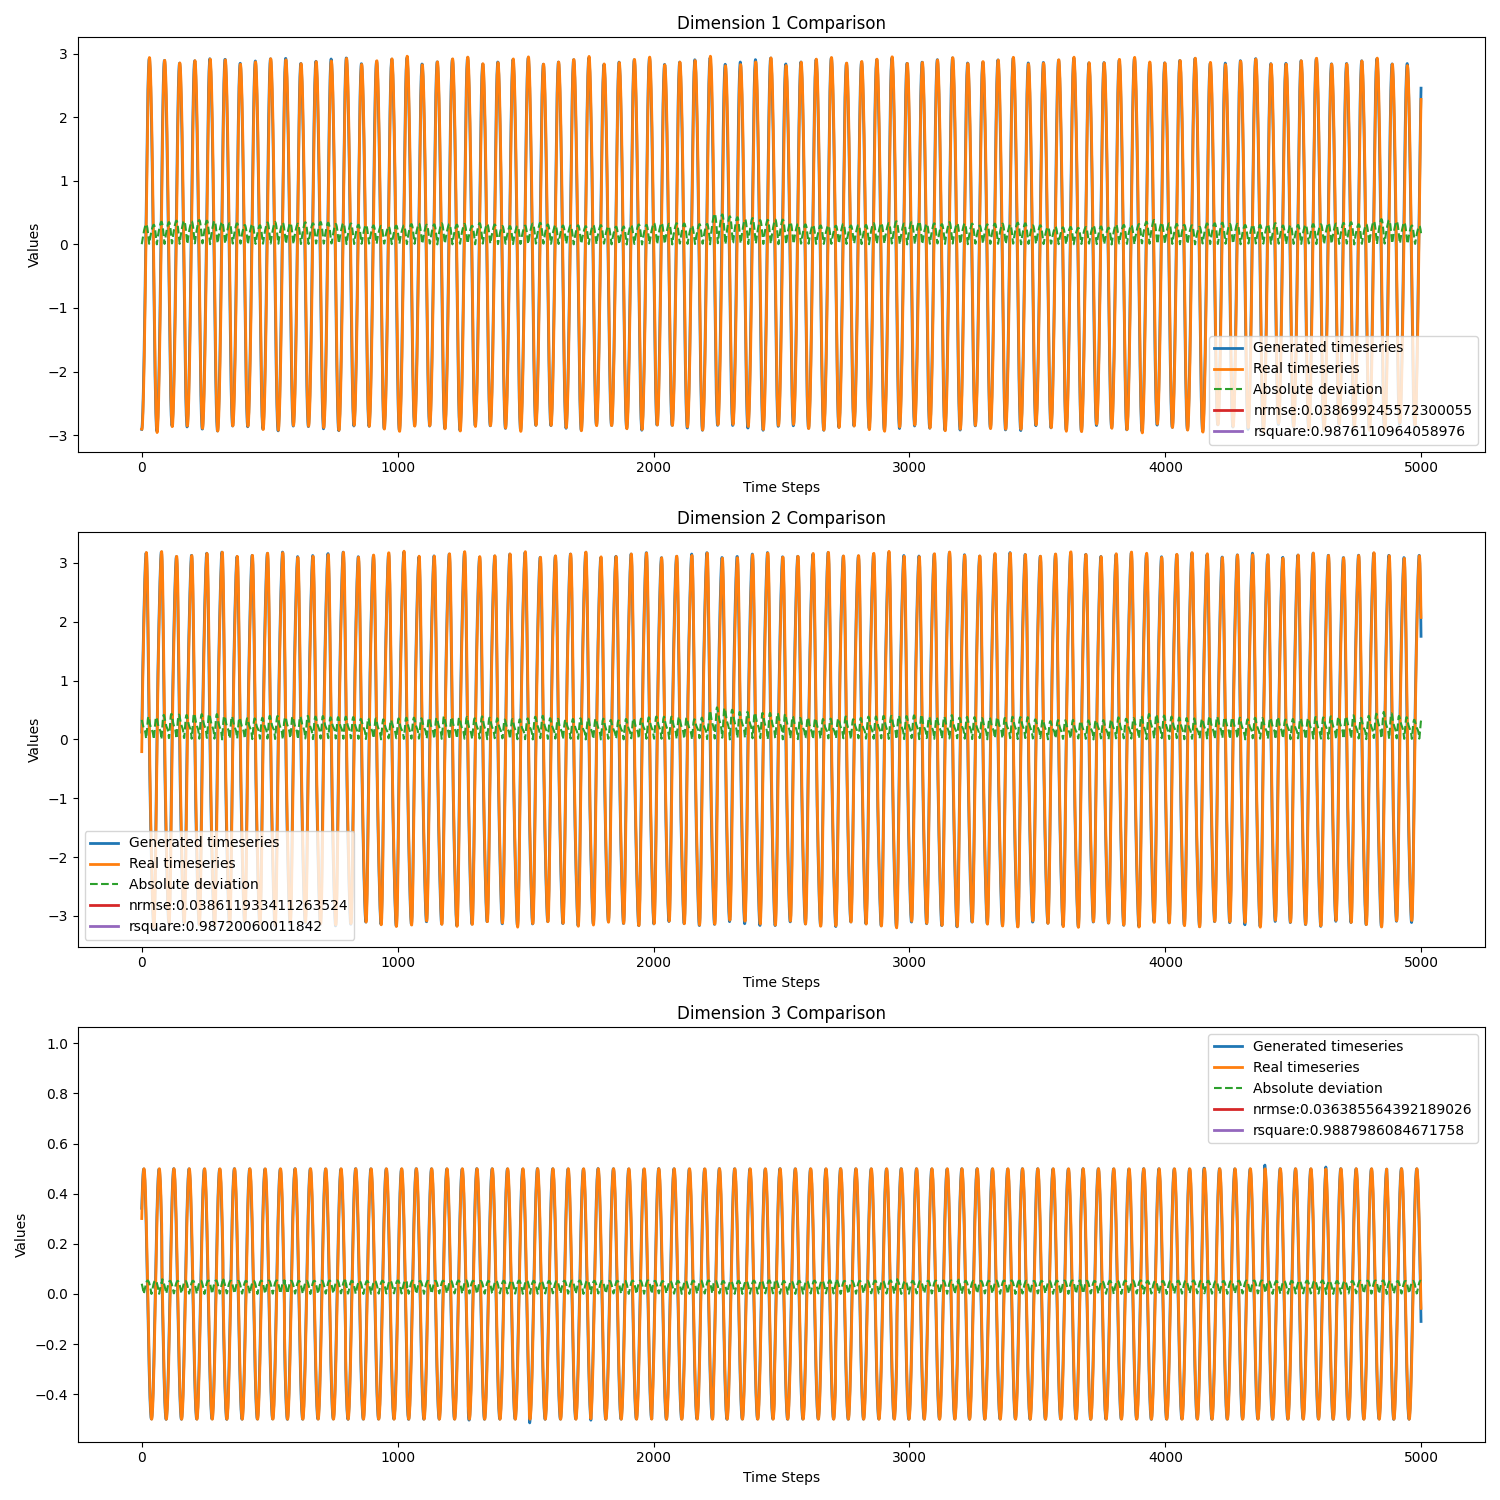 Dimension 1 Comparison
3
2
1
0
−1
−2
−3
Values
Generated timeseries
Real timeseries
Absolute deviation
nrmse:0.038699245572300055
rsquare:0.9876110964058976
0 1000 2000 3000 4000 5000
Time Steps
Dimension 2 Comparison
3
2
1
0
−1
−2
−3
Values
Generated timeseries
Real timeseries
Absolute deviation
nrmse:0.038611933411263524
rsquare:0.98720060011842
0 1000 2000 3000 4000 5000
Time Steps
Dimension 3 Comparison
1.0
0.8
0.6
0.4
0.2
0.0
−0.2
−0.4
Values
Generated timeseries
Real timeseries
Absolute deviation
nrmse:0.036385564392189026
rsquare:0.9887986084671758
0 1000 2000 3000 4000 5000
Time Steps